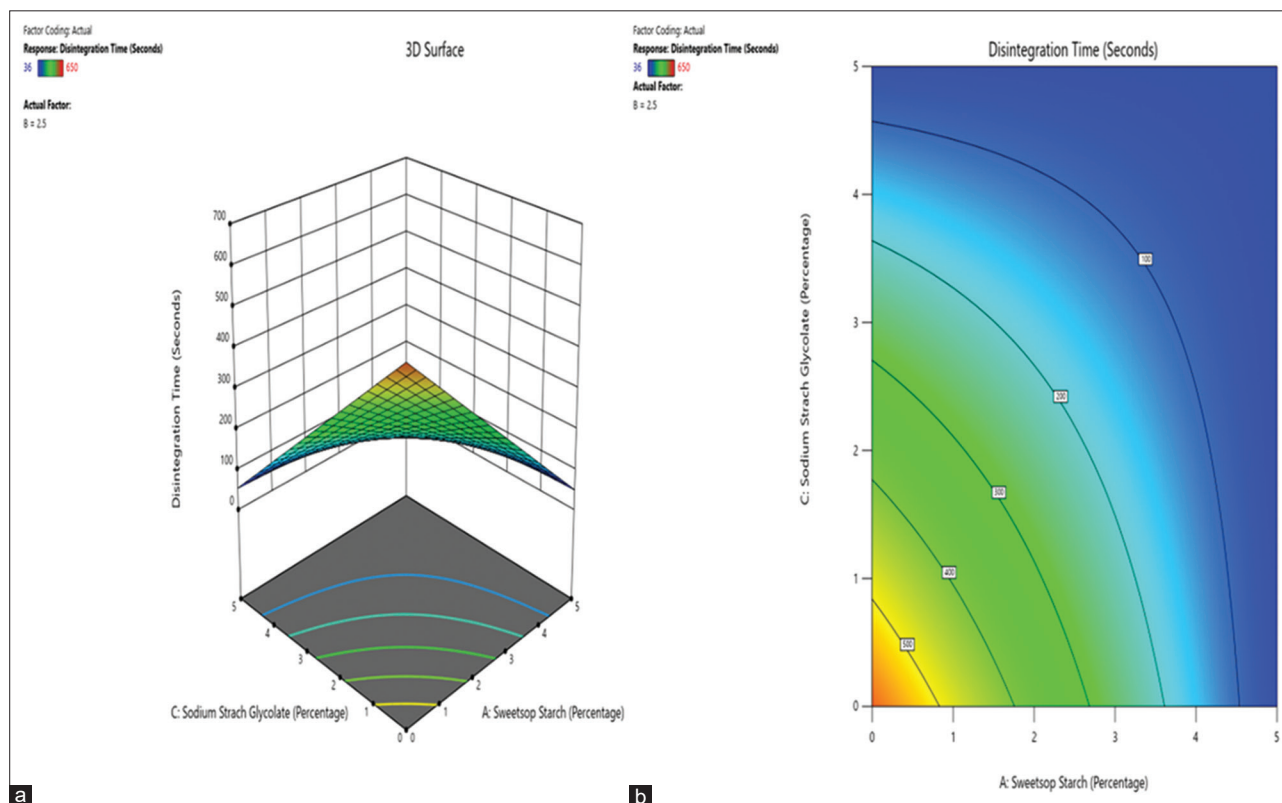 Factor Coding: Actual
Response: Disintegration Time (Seconds)
36 650
Actual Factor:
B = 2.5
3D Surface
700
600
500
400
300
200
100
0
Disintegration Time (Seconds)
5
4
3
2
1
0
0
1
2
3
4
5
C: Sodium Strach Glycolate (Percentage)
A: Sweetsop Starch (Percentage)
a
Factor Coding: Actual
Response: Disintegration Time (Seconds)
36 650
Actual Factor:
B = 2.5
Disintegration Time (Seconds)
5
4
3
2
1
0
C: Sodium Strach Glycolate (Percentage)
100
200
300
400
500
0 1 2 3 4 5
A: Sweetsop Starch (Percentage)
b